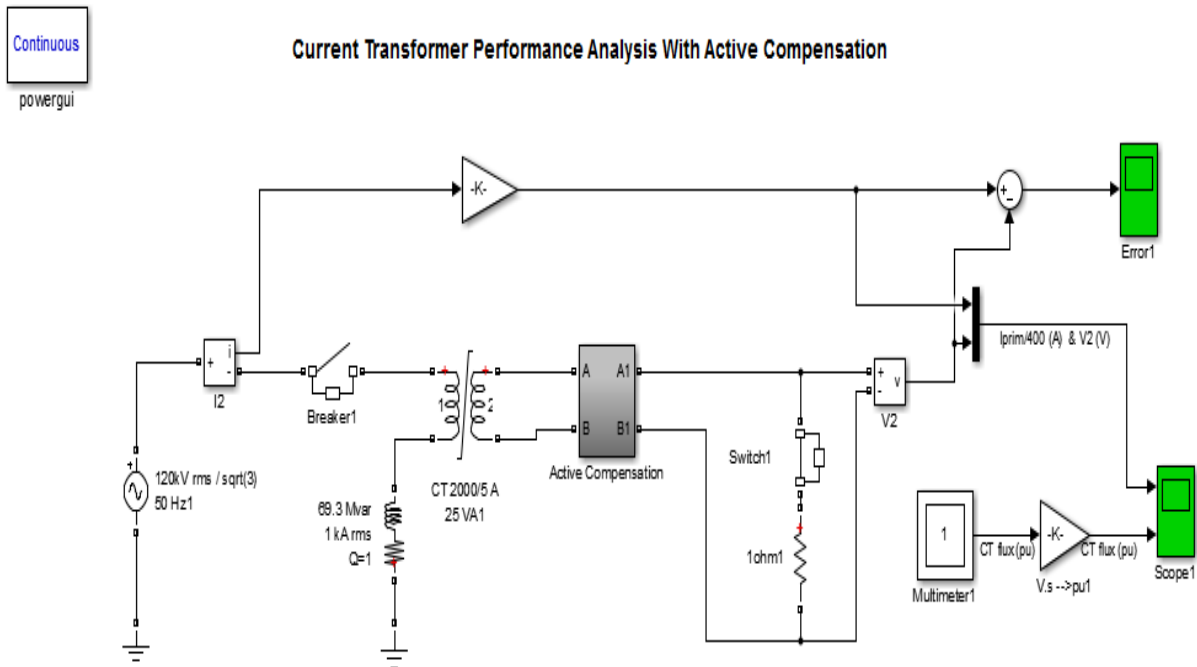 Continuous
powergui
Current Transformer Performance Analysis With Active Compensation
-K-
+
-
Error1
+
i
-
I2
Breaker1
+
1
+
2
CT 2000/5 A
25 VA1
A
A1
B
B1
Active Compensation
Iprim/400 (A) & V2 (V)
+
-
v
V2
Switch1
+
1ohm1
+
120kV rms / sqrt(3)
50 Hz1
69.3 Mvar
1 kA rms
Q=1
+
1
Multimeter1
CT flux(pu)
-K-
V.s -->pu1
CT flux (pu)
Scope1